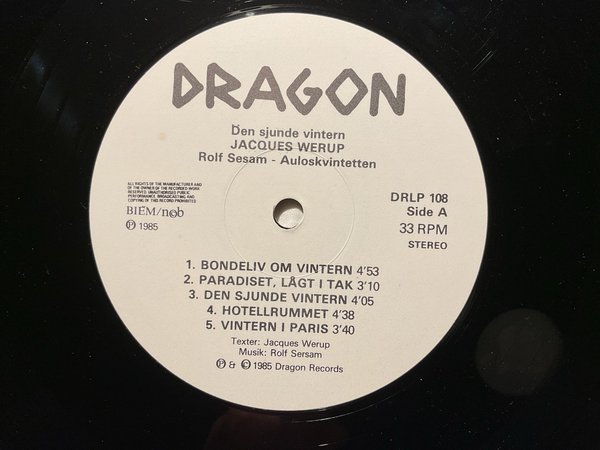 DRAGON
Den sjunde vintern
JACQUES WERUP
Rolf Sesam - Auloskvintetten
ALL RIGHTS OF THE MANUFACTURER AND
OF THE OWNER OF THE RECORDED WORK
RESERVED. UNAUTHORISED PUBLIC
PERFORMANCE, BROADCASTING AND
COPYING OF THIS RECORD PROHIBITED
BIEM/n©b
Ⓟ 1985
DRLP 108
Side A
33 RPM
STEREO
1. BONDELIV OM VINTERN 4'53
2. PARADISET, LÅGT I TAK 3'10
3. DEN SJUNDE VINTERN 4'05
4. HOTELLRUMMET 4'38
5. VINTERN I PARIS 3'40
Texter: Jacques Werup
Musik: Rolf Sersam
Ⓟ & © 1985 Dragon Records